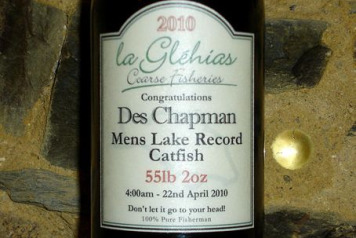 2010
la Gléhias
Coarse Fisheries
Congratulations
Des Chapman
Mens Lake Record
Catfish
55lb 2oz
4:00am - 22nd April 2010
Don't let it go to your head!
100% Pure Fisherman